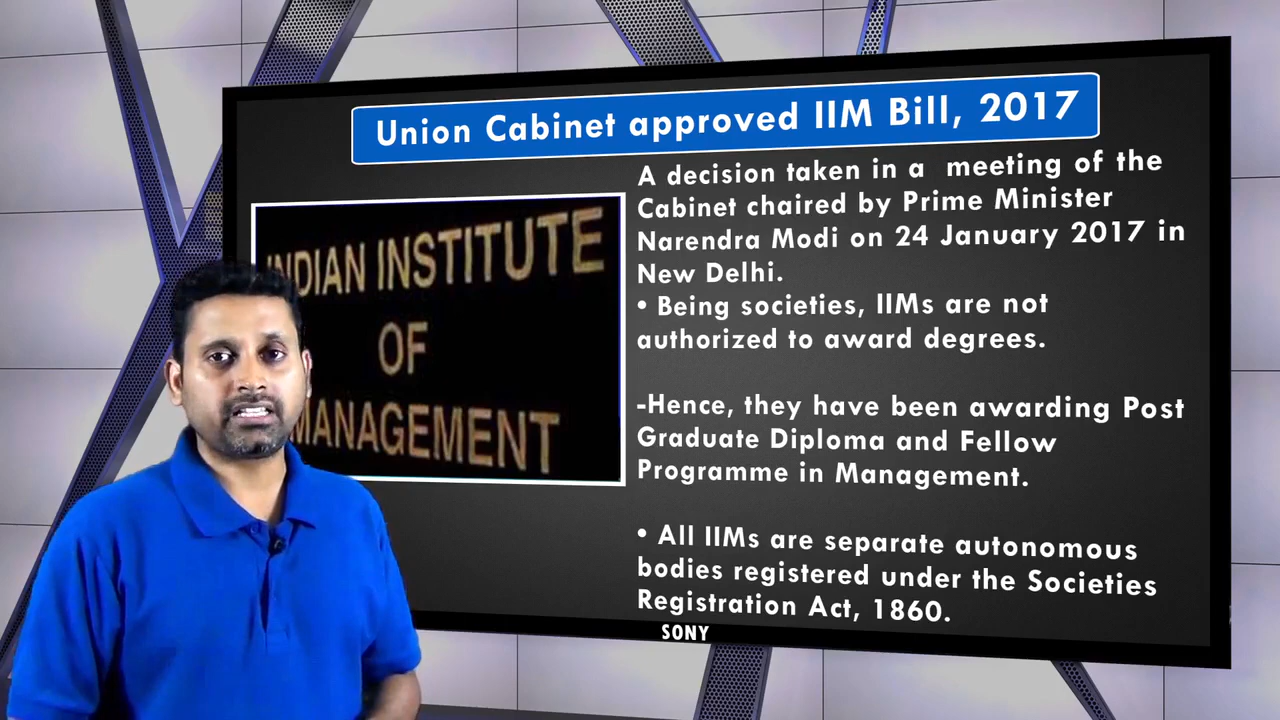 Union Cabinet approved IIM Bill, 2017
INDIAN INSTITUTE
OF
MANAGEMENT
A decision taken in a meeting of the
Cabinet chaired by Prime Minister
Narendra Modi on 24 January 2017 in
New Delhi.
• Being societies, IIMs are not
authorized to award degrees.
-Hence, they have been awarding Post
Graduate Diploma and Fellow
Programme in Management.
• All IIMs are separate autonomous
bodies registered under the Societies
Registration Act, 1860.
SONY